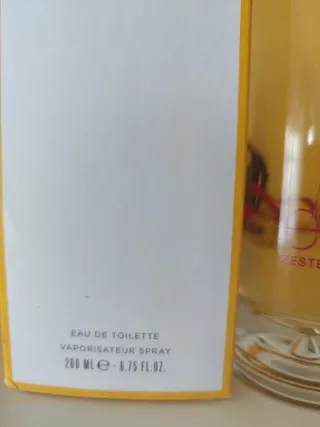 EAU DE TOILETTE
VAPORISATEUR SPRAY
200 ML ℮ · 6.75 FL.OZ.